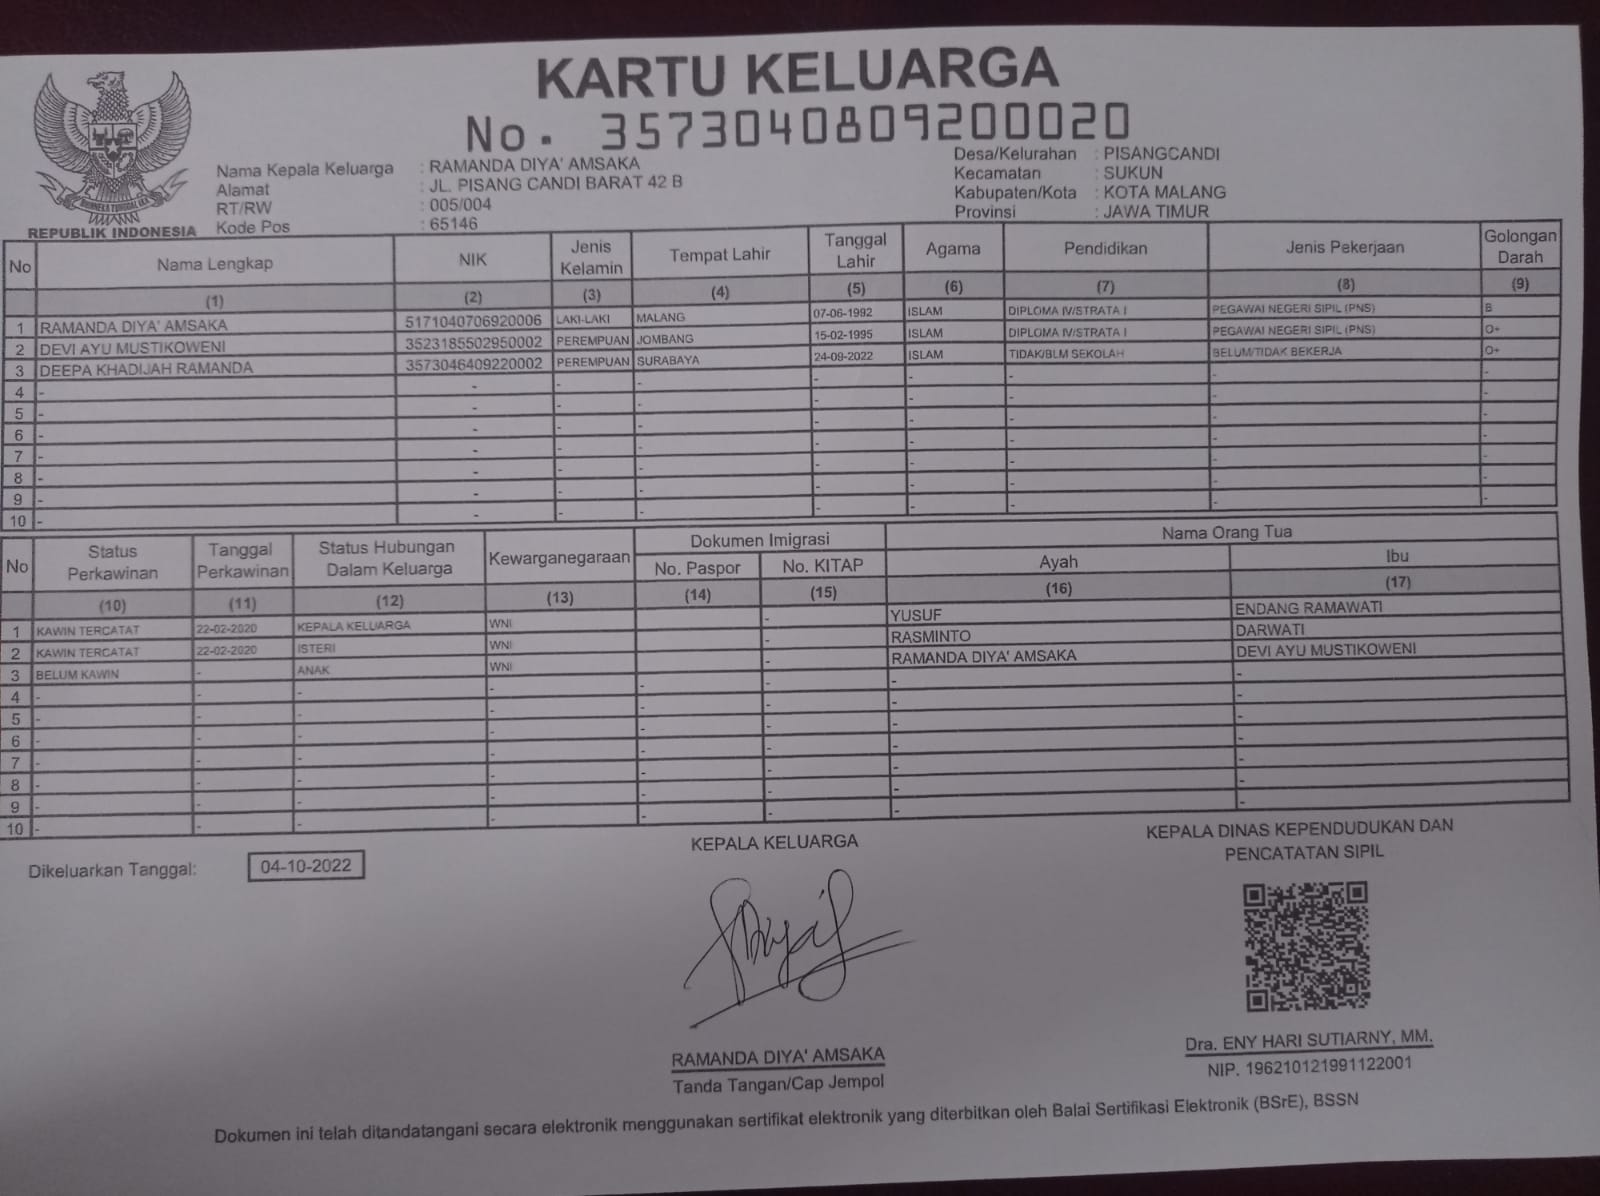 KARTU KELUARGA
No. 3573040809200020
Nama Kepala Keluarga : RAMANDA DIYA' AMSAKA
Alamat : JL. PISANG CANDI BARAT 42 B
RT/RW : 005/004
Kode Pos : 65146
Desa/Kelurahan : PISANGCANDI
Kecamatan : SUKUN
Kabupaten/Kota : KOTA MALANG
Provinsi : JAWA TIMUR
BHINNEKA TUNGGAL IKA
REPUBLIK INDONESIA
No Nama Lengkap NIK Jenis Kelamin Tempat Lahir Tanggal Lahir Agama Pendidikan Jenis Pekerjaan Golongan Darah
(1) (2) (3) (4) (5) (6) (7) (8) (9)
1 RAMANDA DIYA' AMSAKA 5171040706920006 LAKI-LAKI MALANG 07-06-1992 ISLAM DIPLOMA IV/STRATA I PEGAWAI NEGERI SIPIL (PNS) B
2 DEVI AYU MUSTIKOWENI 3523185502950002 PEREMPUAN JOMBANG 15-02-1995 ISLAM DIPLOMA IV/STRATA I PEGAWAI NEGERI SIPIL (PNS) O+
3 DEEPA KHADIJAH RAMANDA 3573046409220002 PEREMPUAN SURABAYA 24-09-2022 ISLAM TIDAK/BLM SEKOLAH BELUM/TIDAK BEKERJA O+
4 - - - - - - - - -
5 - - - - - - - - -
6 - - - - - - - - -
7 - - - - - - - - -
8 - - - - - - - - -
9 - - - - - - - - -
10 - - - - - - - - -
No Status Perkawinan Tanggal Perkawinan Status Hubungan Dalam Keluarga Kewarganegaraan Dokumen Imigrasi Nama Orang Tua
No. Paspor No. KITAP Ayah Ibu
(10) (11) (12) (13) (14) (15) (16) (17)
1 KAWIN TERCATAT 22-02-2020 KEPALA KELUARGA WNI - YUSUF ENDANG RAMAWATI
2 KAWIN TERCATAT 22-02-2020 ISTERI WNI - RASMINTO DARWATI
3 BELUM KAWIN - ANAK WNI - RAMANDA DIYA' AMSAKA DEVI AYU MUSTIKOWENI
4 - - - - - - - -
5 - - - - - - - -
6 - - - - - - - -
7 - - - - - - - -
8 - - - - - - - -
9 - - - - - - - -
10 - - - - - - - -
Dikeluarkan Tanggal: 04-10-2022
KEPALA KELUARGA
RAMANDA DIYA' AMSAKA
Tanda Tangan/Cap Jempol
KEPALA DINAS KEPENDUDUKAN DAN
PENCATATAN SIPIL
Dra. ENY HARI SUTIARNY, MM.
NIP. 196210121991122001
Dokumen ini telah ditandatangani secara elektronik menggunakan sertifikat elektronik yang diterbitkan oleh Balai Sertifikasi Elektronik (BSrE), BSSN